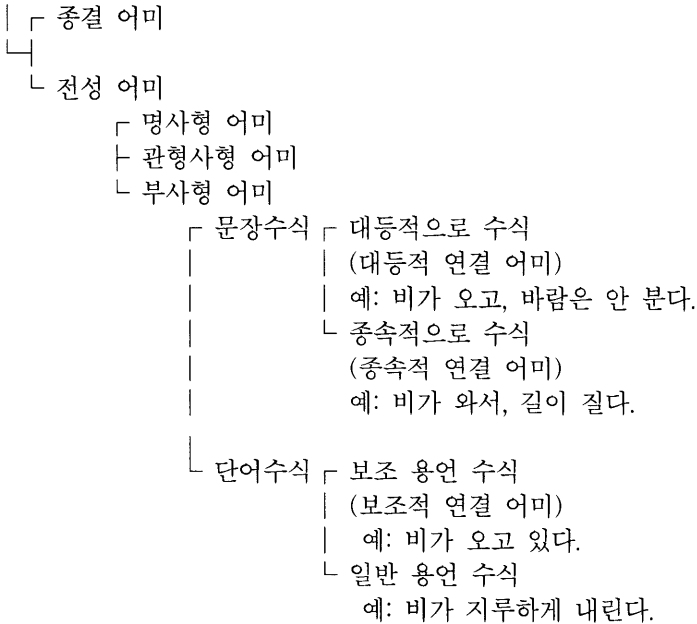 종결 어미
전성 어미
명사형 어미
관형사형 어미
부사형 어미
문장수식 대등적으로 수식
(대등적 연결 어미)
예: 비가 오고, 바람은 안 분다.
종속적으로 수식
(종속적 연결 어미)
예: 비가 와서, 길이 질다.
단어수식 보조 용언 수식
(보조적 연결 어미)
예: 비가 오고 있다.
일반 용언 수식
예: 비가 지루하게 내린다.